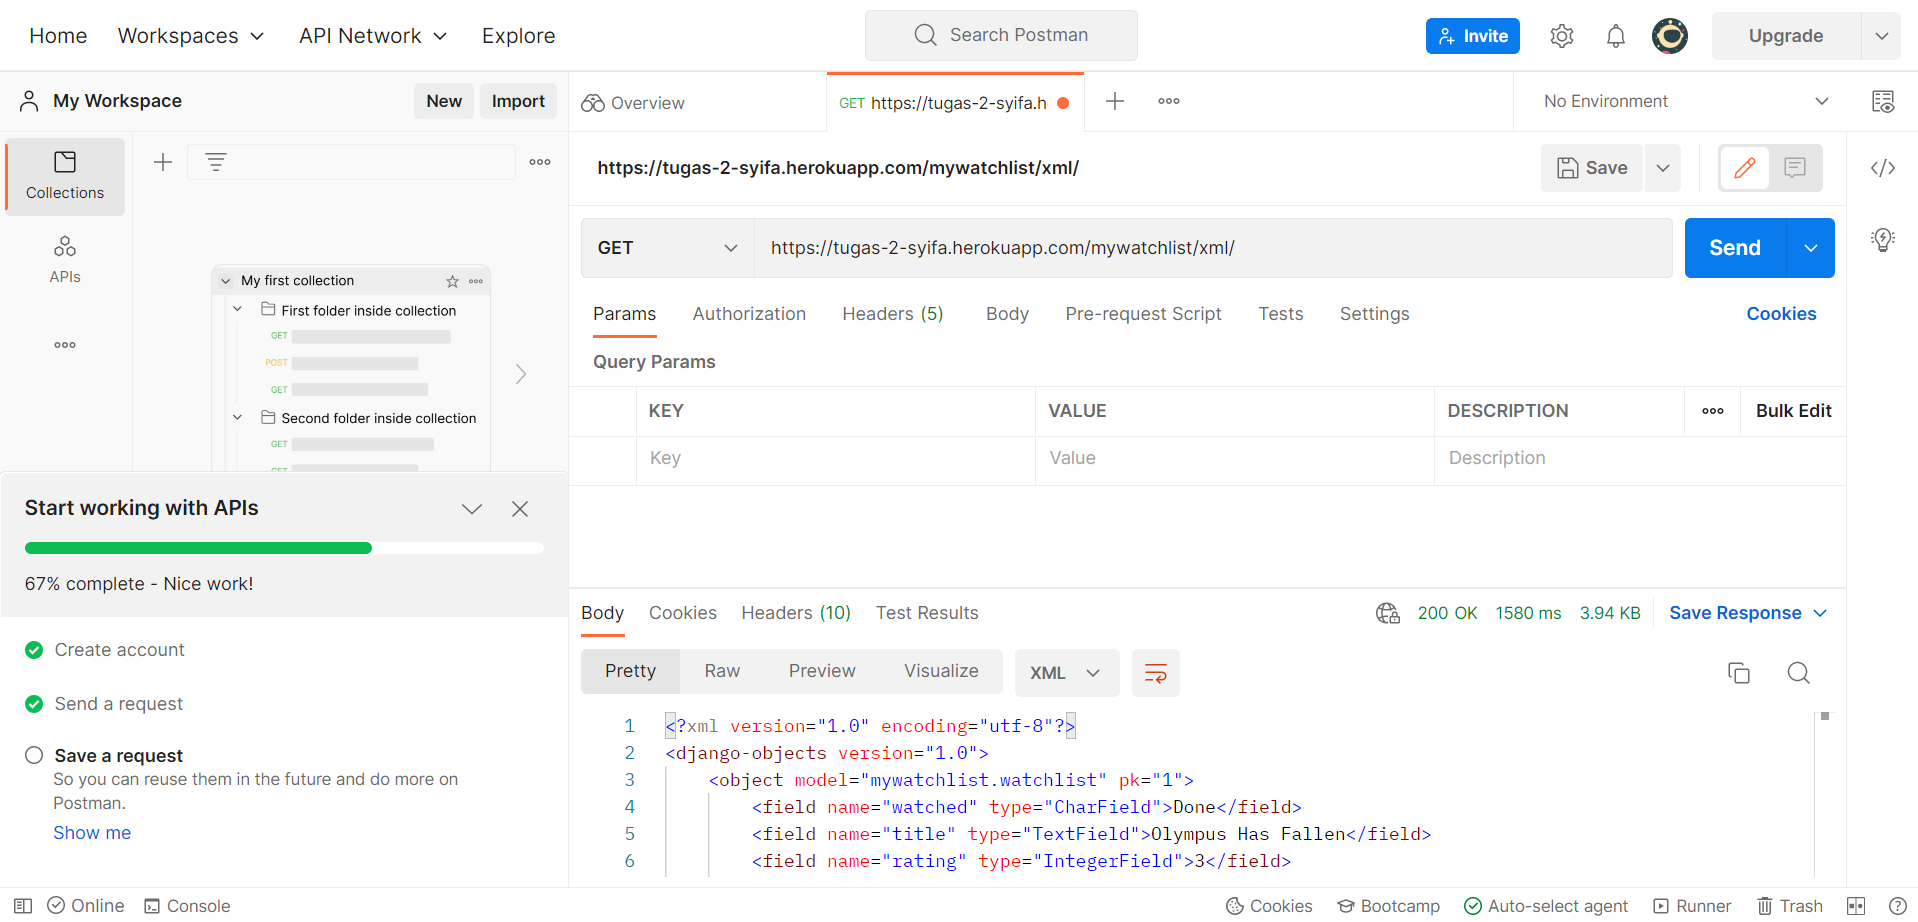 Home Workspaces API Network Explore Search Postman Invite Upgrade
My Workspace New Import
Overview GET https://tugas-2-syifa.h No Environment
Collections
APIs
My first collection
First folder inside collection
GET
POST
GET
Second folder inside collection
GET
GET
Start working with APIs
67% complete - Nice work!
Create account
Send a request
Save a request
So you can reuse them in the future and do more on
Postman.
Show me
https://tugas-2-syifa.herokuapp.com/mywatchlist/xml/ Save
GET https://tugas-2-syifa.herokuapp.com/mywatchlist/xml/ Send
Params Authorization Headers (5) Body Pre-request Script Tests Settings Cookies
Query Params
KEY VALUE DESCRIPTION Bulk Edit
Key Value Description
Body Cookies Headers (10) Test Results 200 OK 1580 ms 3.94 KB Save Response
Pretty Raw Preview Visualize XML
1 <?xml version="1.0" encoding="utf-8"?>
2 <django-objects version="1.0">
3 <object model="mywatchlist.watchlist" pk="1">
4 <field name="watched" type="CharField">Done</field>
5 <field name="title" type="TextField">Olympus Has Fallen</field>
6 <field name="rating" type="IntegerField">3</field>
Online Console Cookies Bootcamp Auto-select agent Runner Trash